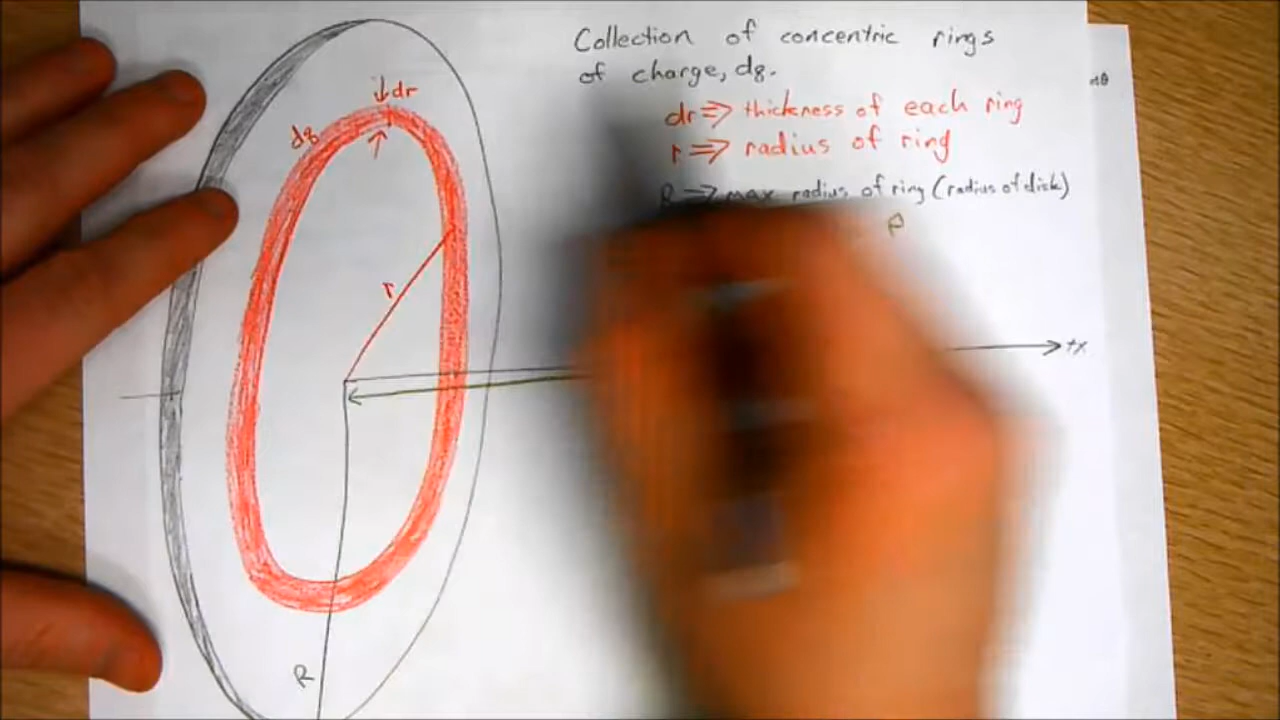 Collection of concentric rings
of charge, dq.
dr => thickness of each ring
r => radius of ring
R => max radius of ring (radius of disk)
P
dr
dq
r
+x
R